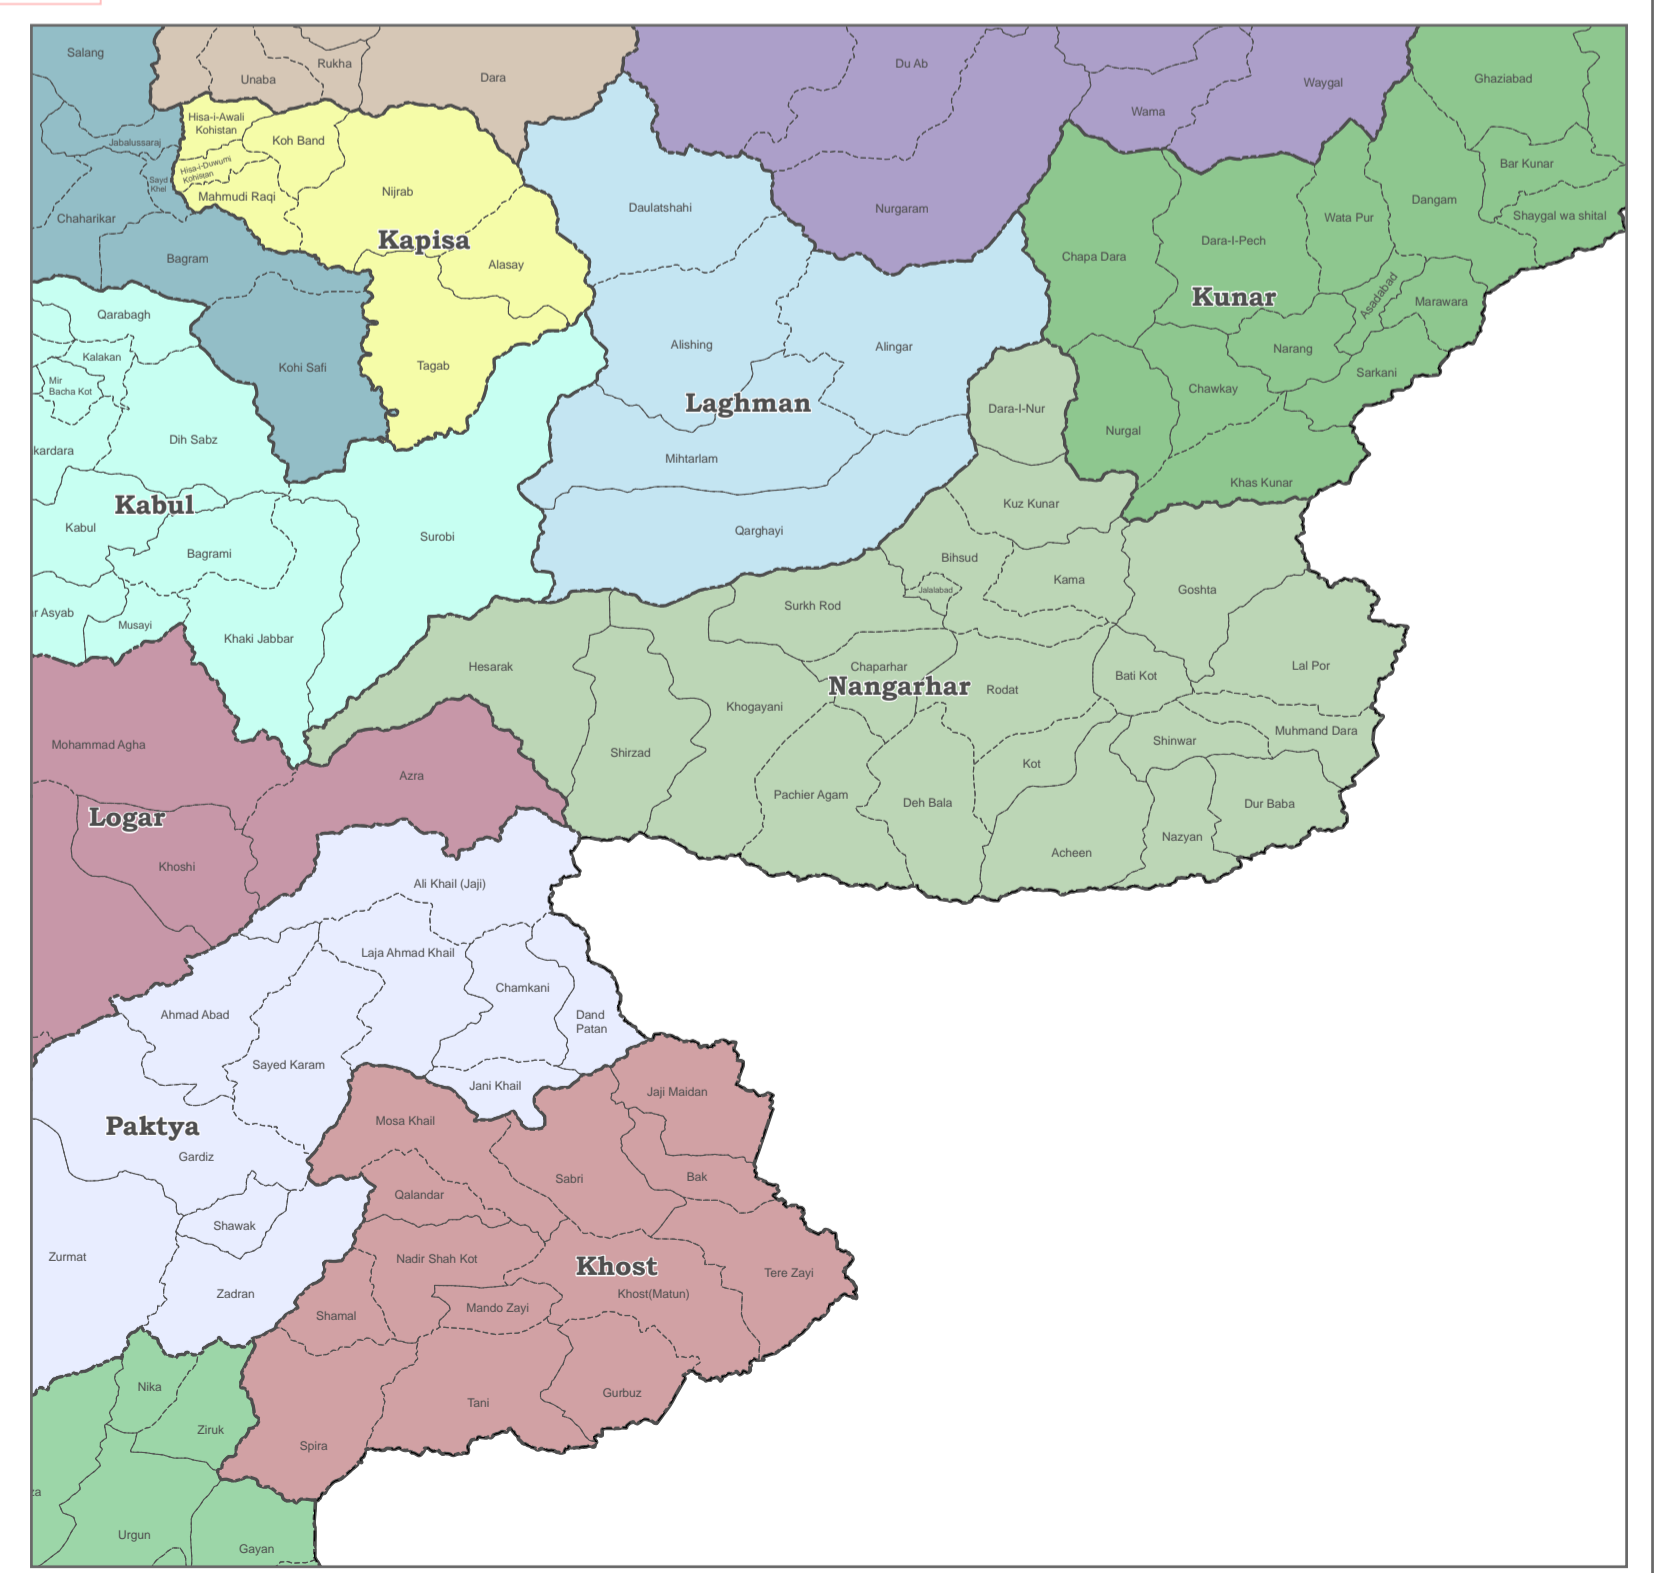 Salang
Unaba
Rukha
Dara
Du Ab
Wama
Waygal
Ghaziabad
Hisa-i-Awali
Kohistan
Koh Band
Jabalussaraj
Hisa-i-Duwumi
Kohistan
Sayd
Khel
Mahmudi Raqi
Nijrab
Daulatshahi
Nurgaram
Bar Kunar
Dangam
Shaygal wa shital
Wata Pur
Chaharikar
Kapisa
Dara-I-Pech
Chapa Dara
Bagram
Alasay
Kunar
Asadabad
Marawara
Qarabagh
Kalakan
Mir
Bacha Kot
Kohi Safi
Tagab
Alishing
Alingar
Narang
Sarkani
Chawkay
Laghman
Dara-I-Nur
Dih Sabz
kardara
Nurgal
Mihtarlam
Khas Kunar
Kabul
Kabul
Kuz Kunar
Surobi
Qarghayi
Bagrami
Bihsud
Kama
Jalalabad
Goshta
r Asyab
Musayi
Surkh Rod
Khaki Jabbar
Hesarak
Chaparhar
Nangarhar
Rodat
Bati Kot
Lal Por
Khogayani
Mohammad Agha
Shirzad
Shinwar
Muhmand Dara
Azra
Kot
Pachier Agam
Deh Bala
Dur Baba
Logar
Khoshi
Nazyan
Acheen
Ali Khail (Jaji)
Laja Ahmad Khail
Chamkani
Ahmad Abad
Dand
Patan
Sayed Karam
Jani Khail
Jaji Maidan
Paktya
Mosa Khail
Gardiz
Sabri
Bak
Qalandar
Shawak
Zurmat
Nadir Shah Kot
Khost
Tere Zayi
Zadran
Khost(Matun)
Mando Zayi
Shamal
Nika
Gurbuz
Tani
Ziruk
Spira
za
Urgun
Gayan